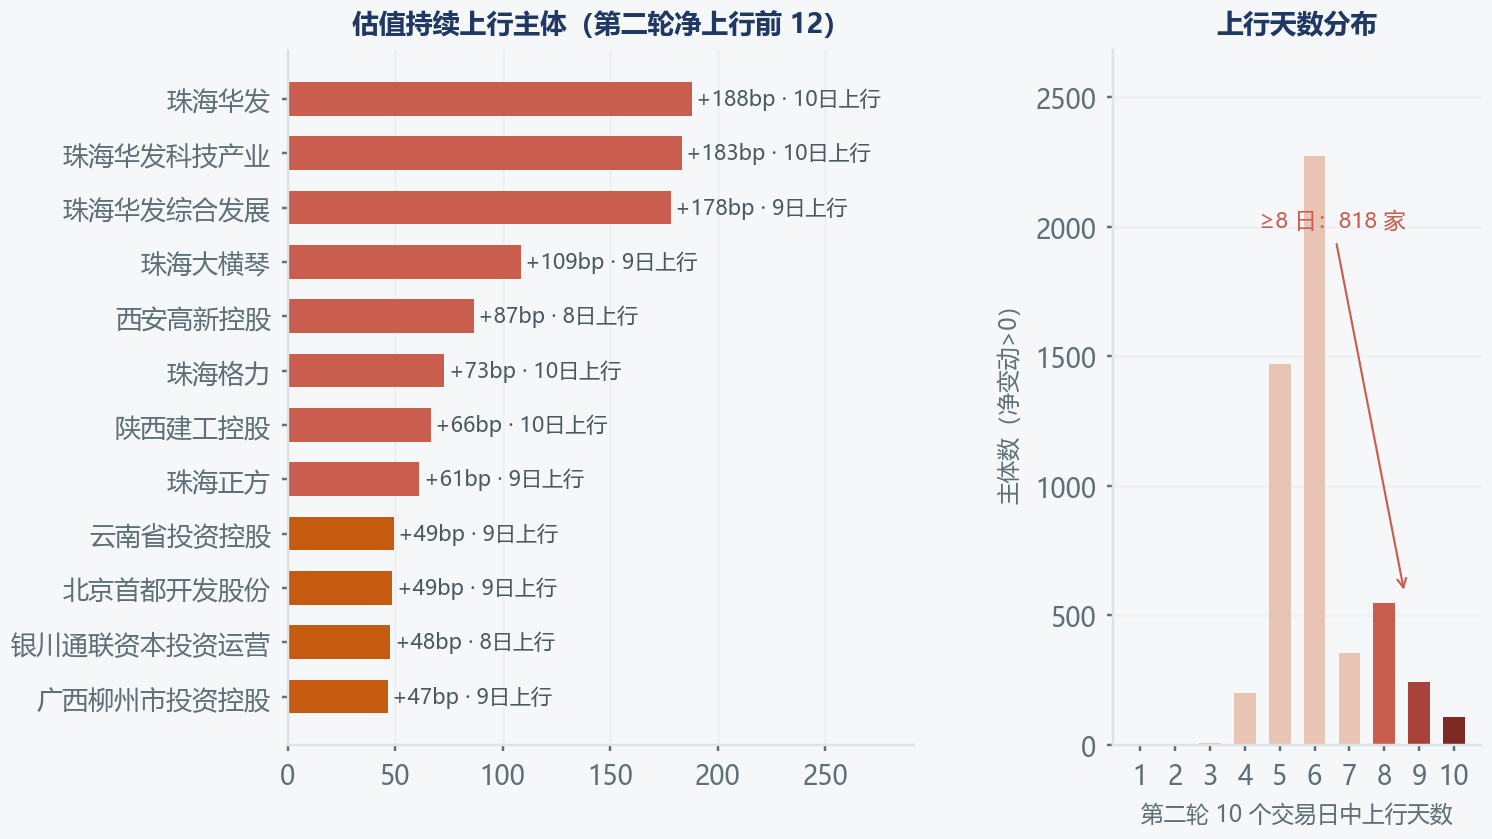 估值持续上行主体（第二轮净上行前 12）
珠海华发
+188bp · 10日上行
珠海华发科技产业
+183bp · 10日上行
珠海华发综合发展
+178bp · 9日上行
珠海大横琴
+109bp · 9日上行
西安高新控股
+87bp · 8日上行
珠海格力
+73bp · 10日上行
陕西建工控股
+66bp · 10日上行
珠海正方
+61bp · 9日上行
云南省投资控股
+49bp · 9日上行
北京首都开发股份
+49bp · 9日上行
银川通联资本投资运营
+48bp · 8日上行
广西柳州市投资控股
+47bp · 9日上行
0 50 100 150 200 250
上行天数分布
主体数（净变动>0）
2500
2000
1500
1000
500
0
≥8 日：818 家
1 2 3 4 5 6 7 8 9 10
第二轮 10 个交易日中上行天数